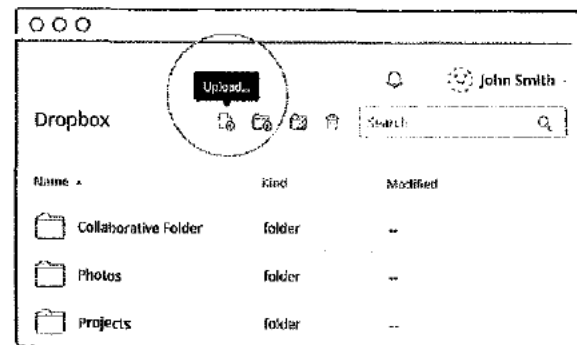 Upload...
John Smith
Dropbox
Search
Name
Kind
Modified
Collaborative Folder
folder
--
Photos
folder
--
Projects
folder
--